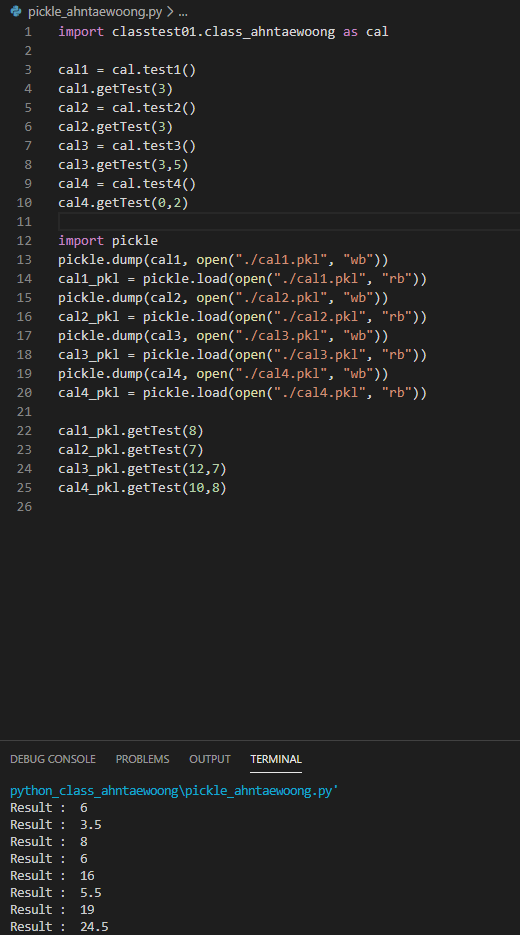 pickle_ahntaewoong.py > ...
1 import classtest01.class_ahntaewoong as cal
2
3 cal1 = cal.test1()
4 cal1.getTest(3)
5 cal2 = cal.test2()
6 cal2.getTest(3)
7 cal3 = cal.test3()
8 cal3.getTest(3,5)
9 cal4 = cal.test4()
10 cal4.getTest(0,2)
11
12 import pickle
13 pickle.dump(cal1, open("./cal1.pkl", "wb"))
14 cal1_pkl = pickle.load(open("./cal1.pkl", "rb"))
15 pickle.dump(cal2, open("./cal2.pkl", "wb"))
16 cal2_pkl = pickle.load(open("./cal2.pkl", "rb"))
17 pickle.dump(cal3, open("./cal3.pkl", "wb"))
18 cal3_pkl = pickle.load(open("./cal3.pkl", "rb"))
19 pickle.dump(cal4, open("./cal4.pkl", "wb"))
20 cal4_pkl = pickle.load(open("./cal4.pkl", "rb"))
21
22 cal1_pkl.getTest(8)
23 cal2_pkl.getTest(7)
24 cal3_pkl.getTest(12,7)
25 cal4_pkl.getTest(10,8)
26
DEBUG CONSOLE PROBLEMS OUTPUT TERMINAL
python_class_ahntaewoong\pickle_ahntaewoong.py'
Result :  6
Result :  3.5
Result :  8
Result :  6
Result :  16
Result :  5.5
Result :  19
Result :  24.5